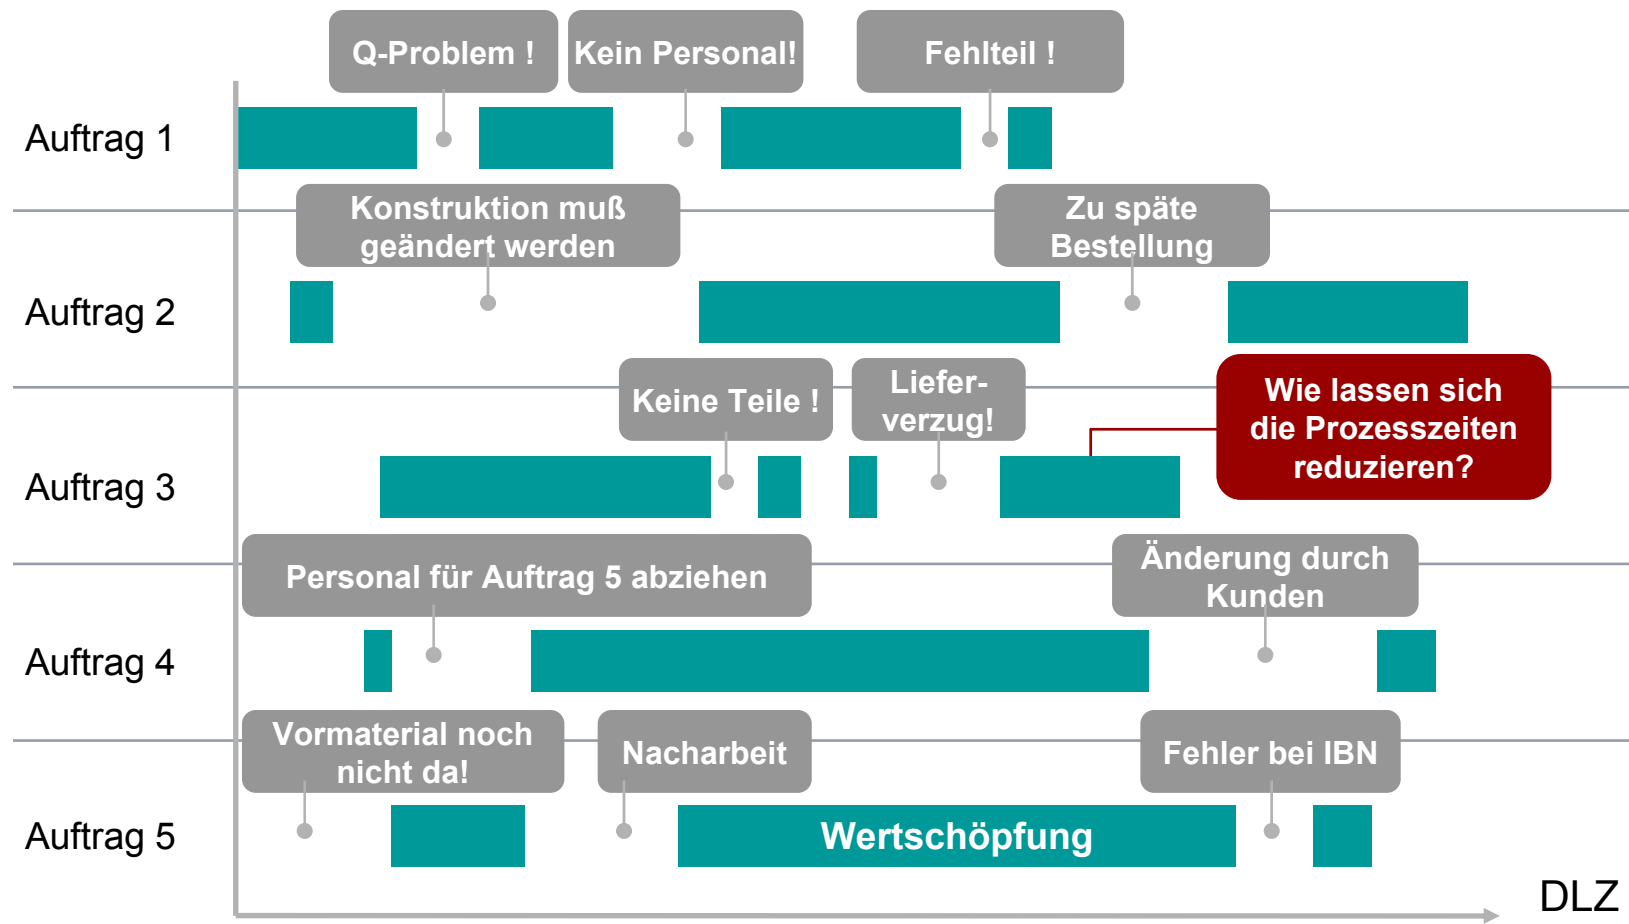 Q-Problem !
Kein Personal!
Fehlteil !
Auftrag 1
Konstruktion muß
geändert werden
Zu späte
Bestellung
Auftrag 2
Keine Teile !
Liefer-
verzug!
Wie lassen sich
die Prozesszeiten
reduzieren?
Auftrag 3
Personal für Auftrag 5 abziehen
Änderung durch
Kunden
Auftrag 4
Vormaterial noch
nicht da!
Nacharbeit
Fehler bei IBN
Auftrag 5
Wertschöpfung
DLZ